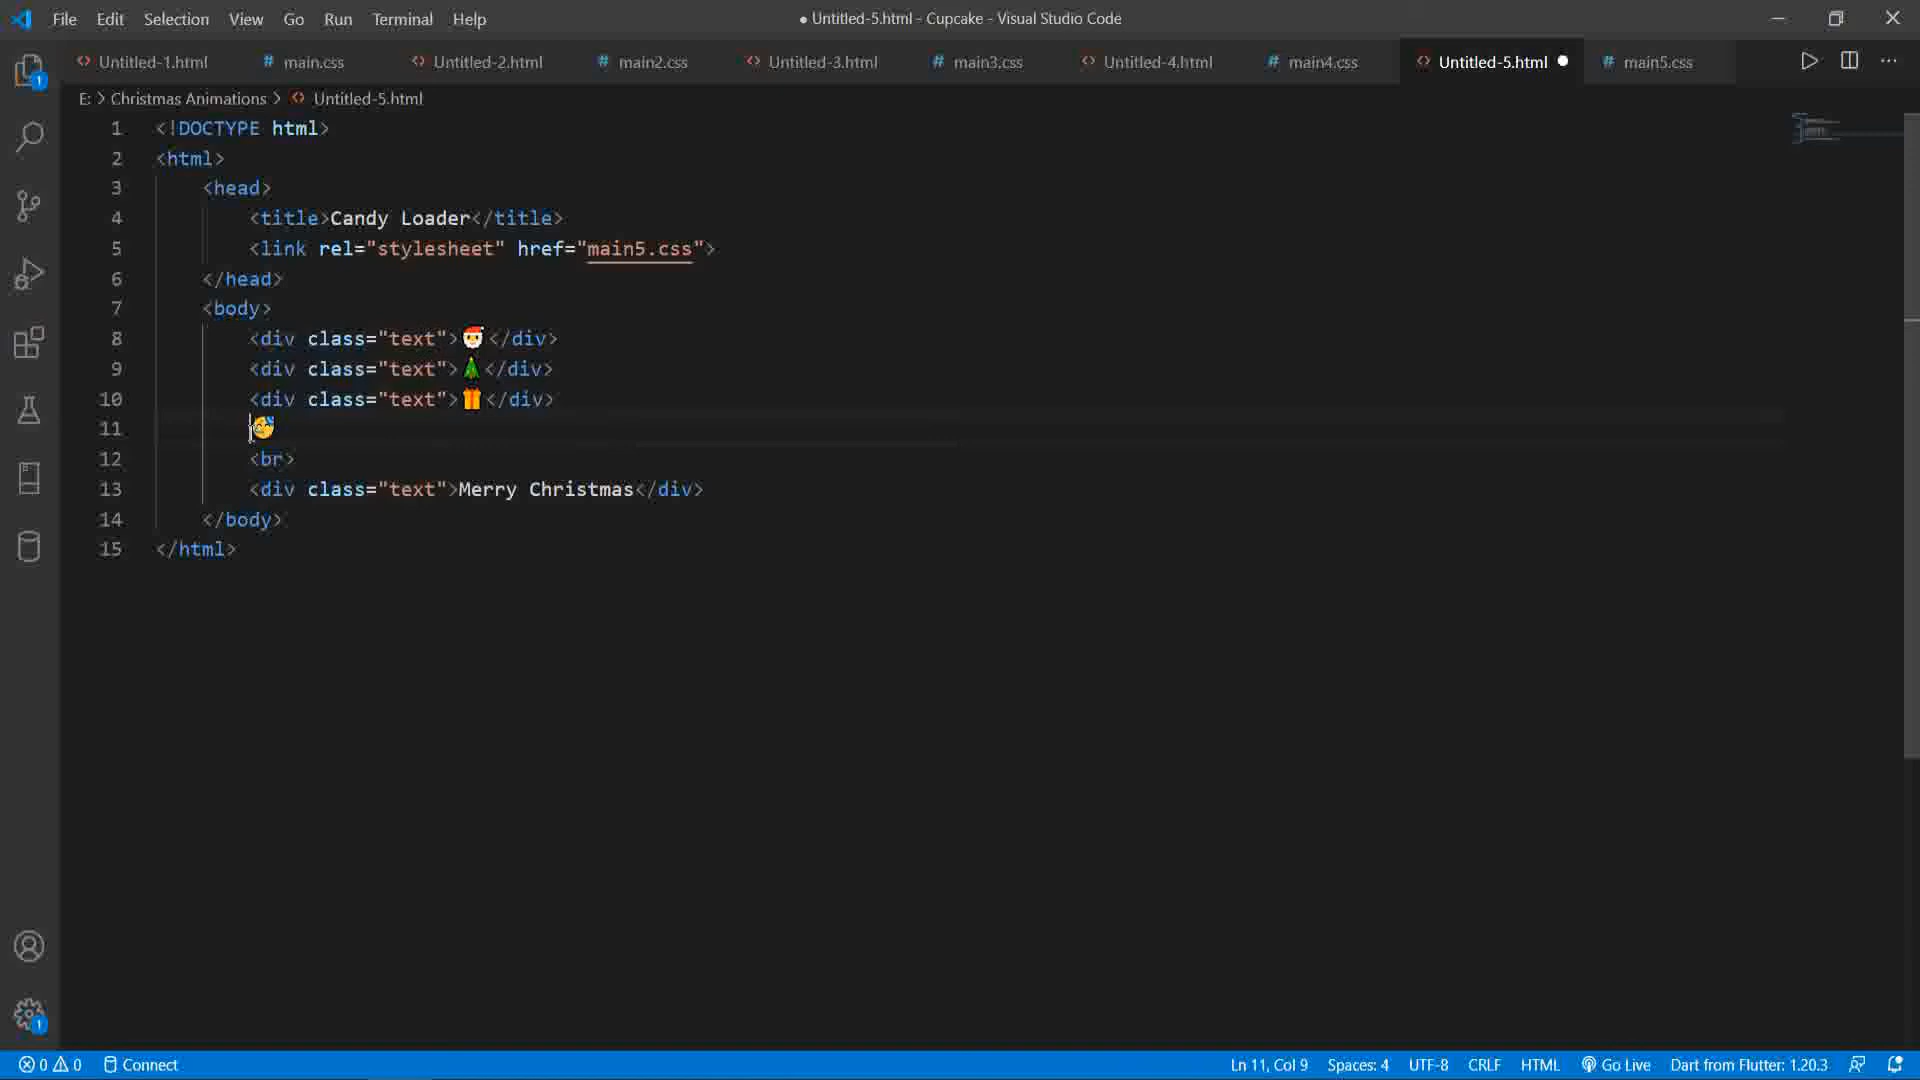 File Edit Selection View Go Run Terminal Help ● Untitled-5.html - Cupcake - Visual Studio Code
Untitled-1.html # main.css Untitled-2.html # main2.css Untitled-3.html # main3.css Untitled-4.html # main4.css Untitled-5.html # main5.css
E: > Christmas Animations > Untitled-5.html
1 <!DOCTYPE html>
2 <html>
3 <head>
4 <title>Candy Loader</title>
5 <link rel="stylesheet" href="main5.css">
6 </head>
7 <body>
8 <div class="text">🎅</div>
9 <div class="text">🎄</div>
10 <div class="text">🎁</div>
11 🥳
12 <br>
13 <div class="text">Merry Christmas</div>
14 </body>
15 </html>
1
1
0 0 Connect Ln 11, Col 9 Spaces: 4 UTF-8 CRLF HTML Go Live Dart from Flutter: 1.20.3